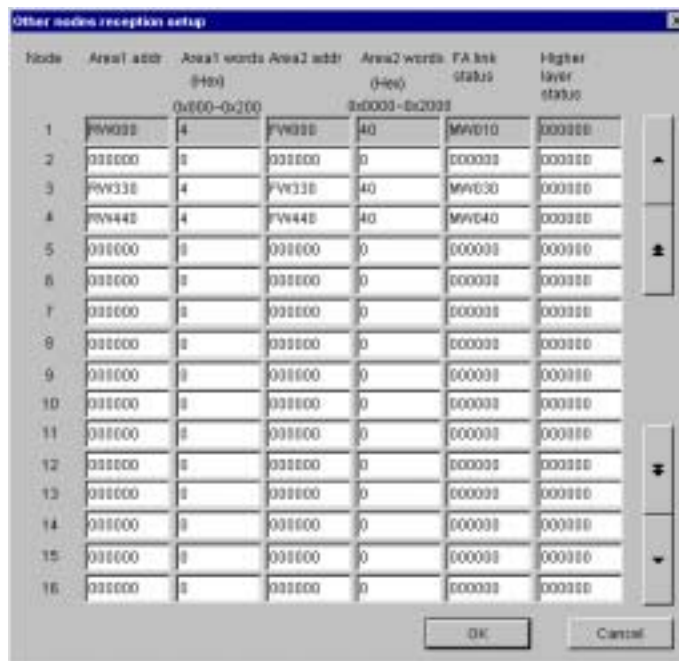 Other nodes reception setup
Node Area1 addr Area1 words Area2 addr Area2 words FA link Higher
(Hex) (Hex) status layer
0x000~0x200 0x0000~0x2000 status
1 4 40 MW010 000000
2 000000 0 000000 0 000000 000000
3 RW330 4 FW330 40 MW030 000000
4 RW440 4 FW440 40 MW040 000000
5 000000 0 000000 0 000000 000000
6 000000 0 000000 0 000000 000000
7 000000 0 000000 0 000000 000000
8 000000 0 000000 0 000000 000000
9 000000 0 000000 0 000000 000000
10 000000 0 000000 0 000000 000000
11 000000 0 000000 0 000000 000000
12 000000 0 000000 0 000000 000000
13 000000 0 000000 0 000000 000000
14 000000 0 000000 0 000000 000000
15 000000 0 000000 0 000000 000000
16 000000 0 000000 0 000000 000000
OK Cancel